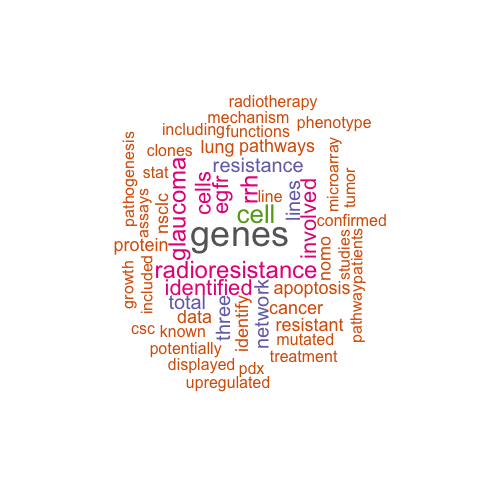 radiotherapy
mechanism
phenotype
including
functions
clones
lung
pathways
pathogenesis
stat
resistance
microarray
tumor
glaucoma
cells
egfr
rrh
line
lines
involved
assays
nsclc
cell
confirmed
genes
protein
nomo
studies
patients
radioresistance
growth
included
identified
apoptosis
pathway
total
three
identify
network
cancer
data
resistant
csc
known
mutated
potentially
treatment
displayed
pdx
upregulated